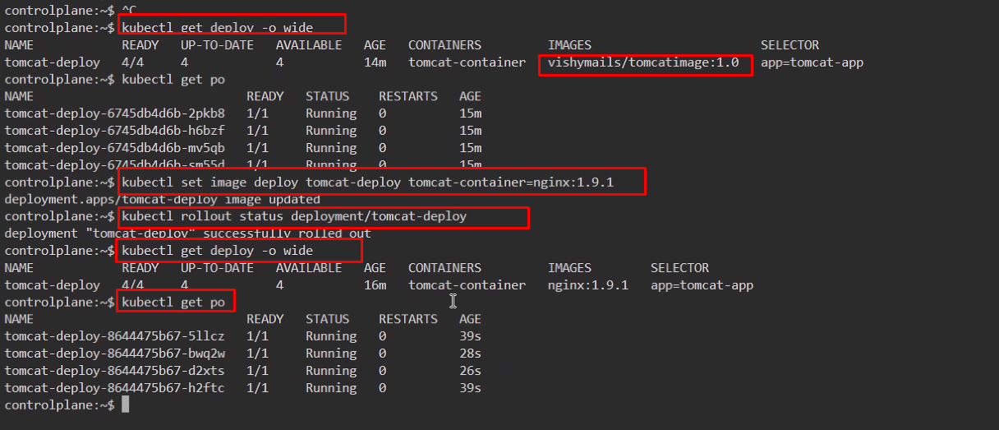 controlplane:~$ ^C
controlplane:~$ kubectl get deploy -o wide
NAME READY UP-TO-DATE AVAILABLE AGE CONTAINERS IMAGES SELECTOR
tomcat-deploy 4/4 4 4 14m tomcat-container vishymails/tomcatimage:1.0 app=tomcat-app
controlplane:~$ kubectl get po
NAME READY STATUS RESTARTS AGE
tomcat-deploy-6745db4d6b-2pkb8 1/1 Running 0 15m
tomcat-deploy-6745db4d6b-h6bzf 1/1 Running 0 15m
tomcat-deploy-6745db4d6b-mv5qb 1/1 Running 0 15m
tomcat-deploy-6745db4d6b-sm55d 1/1 Running 0 15m
controlplane:~$ kubectl set image deploy tomcat-deploy tomcat-container=nginx:1.9.1
deployment.apps/tomcat-deploy image updated
controlplane:~$ kubectl rollout status deployment/tomcat-deploy
deployment "tomcat-deploy" successfully rolled out
controlplane:~$ kubectl get deploy -o wide
NAME READY UP-TO-DATE AVAILABLE AGE CONTAINERS IMAGES SELECTOR
tomcat-deploy 4/4 4 4 16m tomcat-container nginx:1.9.1 app=tomcat-app
controlplane:~$ kubectl get po
NAME READY STATUS RESTARTS AGE
tomcat-deploy-8644475b67-5llcz 1/1 Running 0 39s
tomcat-deploy-8644475b67-bwq2w 1/1 Running 0 28s
tomcat-deploy-8644475b67-d2xts 1/1 Running 0 26s
tomcat-deploy-8644475b67-h2ftc 1/1 Running 0 39s
controlplane:~$